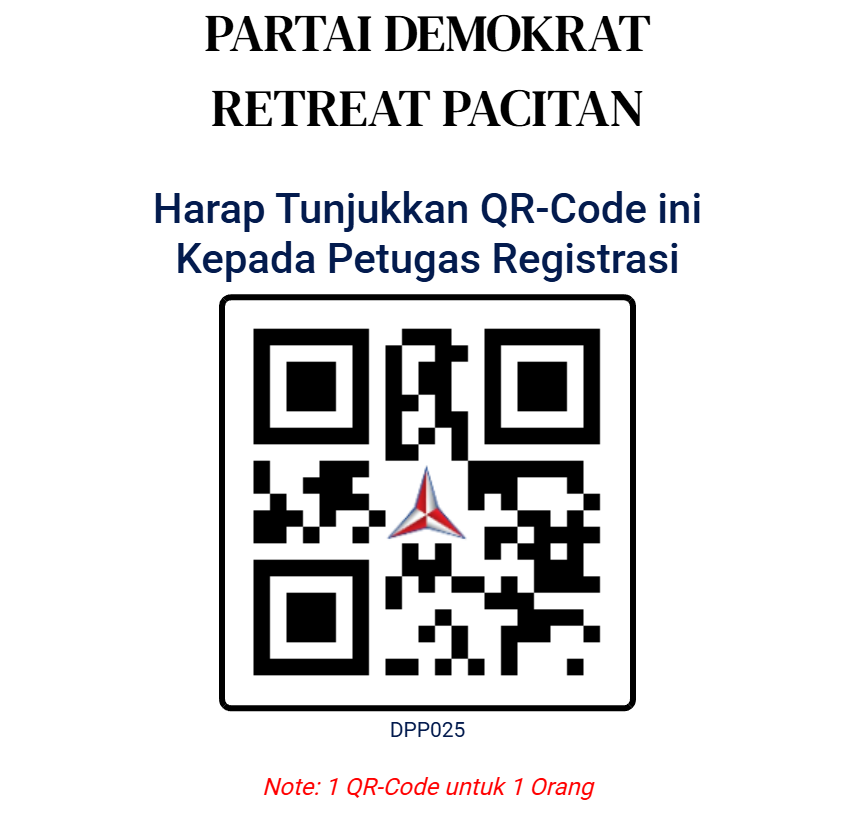 PARTAI DEMOKRAT
RETREAT PACITAN
Harap Tunjukkan QR-Code ini
Kepada Petugas Registrasi
DPP025
Note: 1 QR-Code untuk 1 Orang